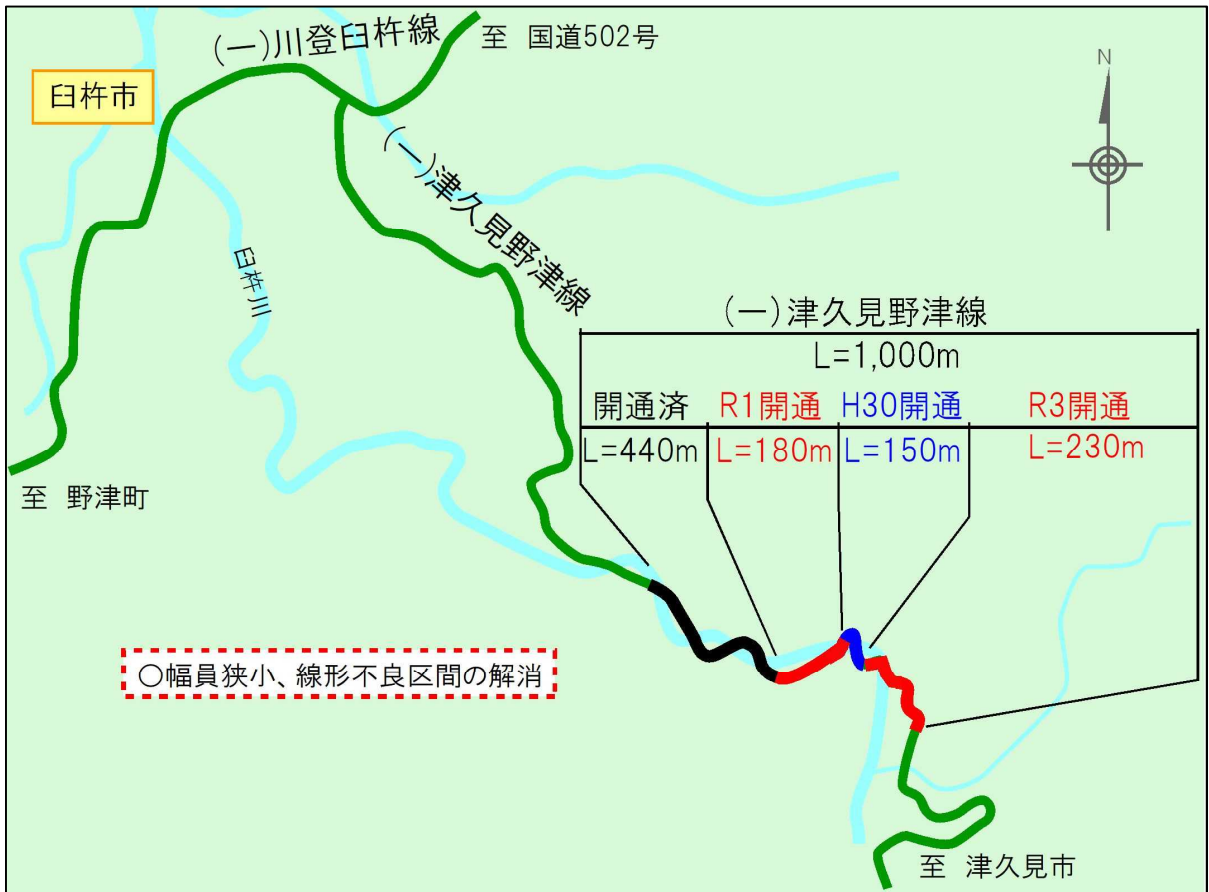 (一)川登臼杵線
至 国道502号
N
臼杵市
(一)津久見野津線
臼杵川
(一)津久見野津線
L=1,000m
開通済 R1開通 H30開通 R3開通
L=440m L=180m L=150m L=230m
至 野津町
○幅員狭小、線形不良区間の解消
至 津久見市